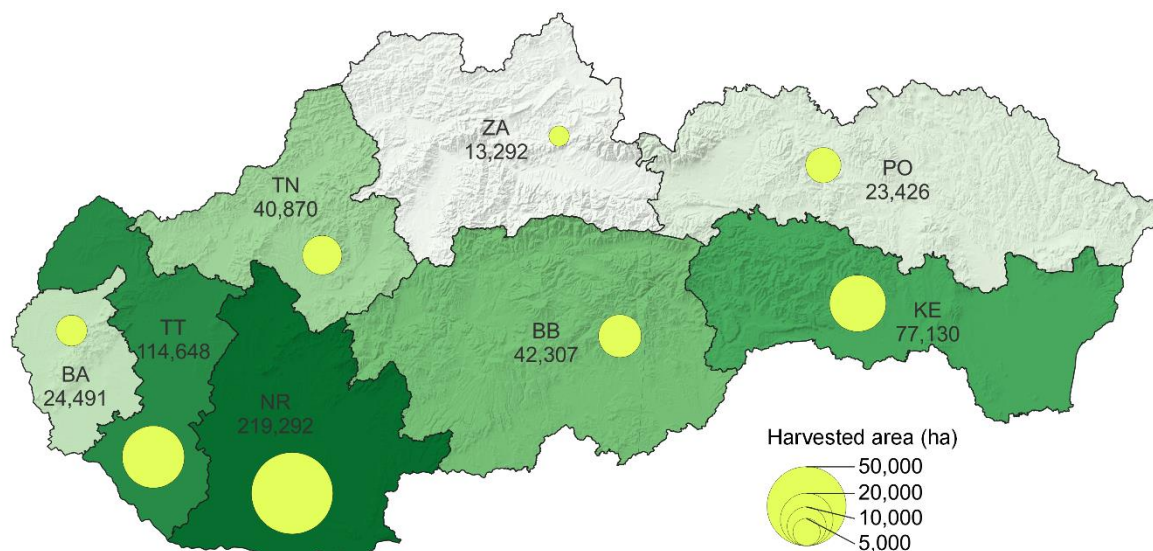 ZA
13,292
PO
23,426
TN
40,870
KE
77,130
TT
114,648
BB
42,307
BA
24,491
NR
219,292
Harvested area (ha)
50,000
20,000
10,000
5,000